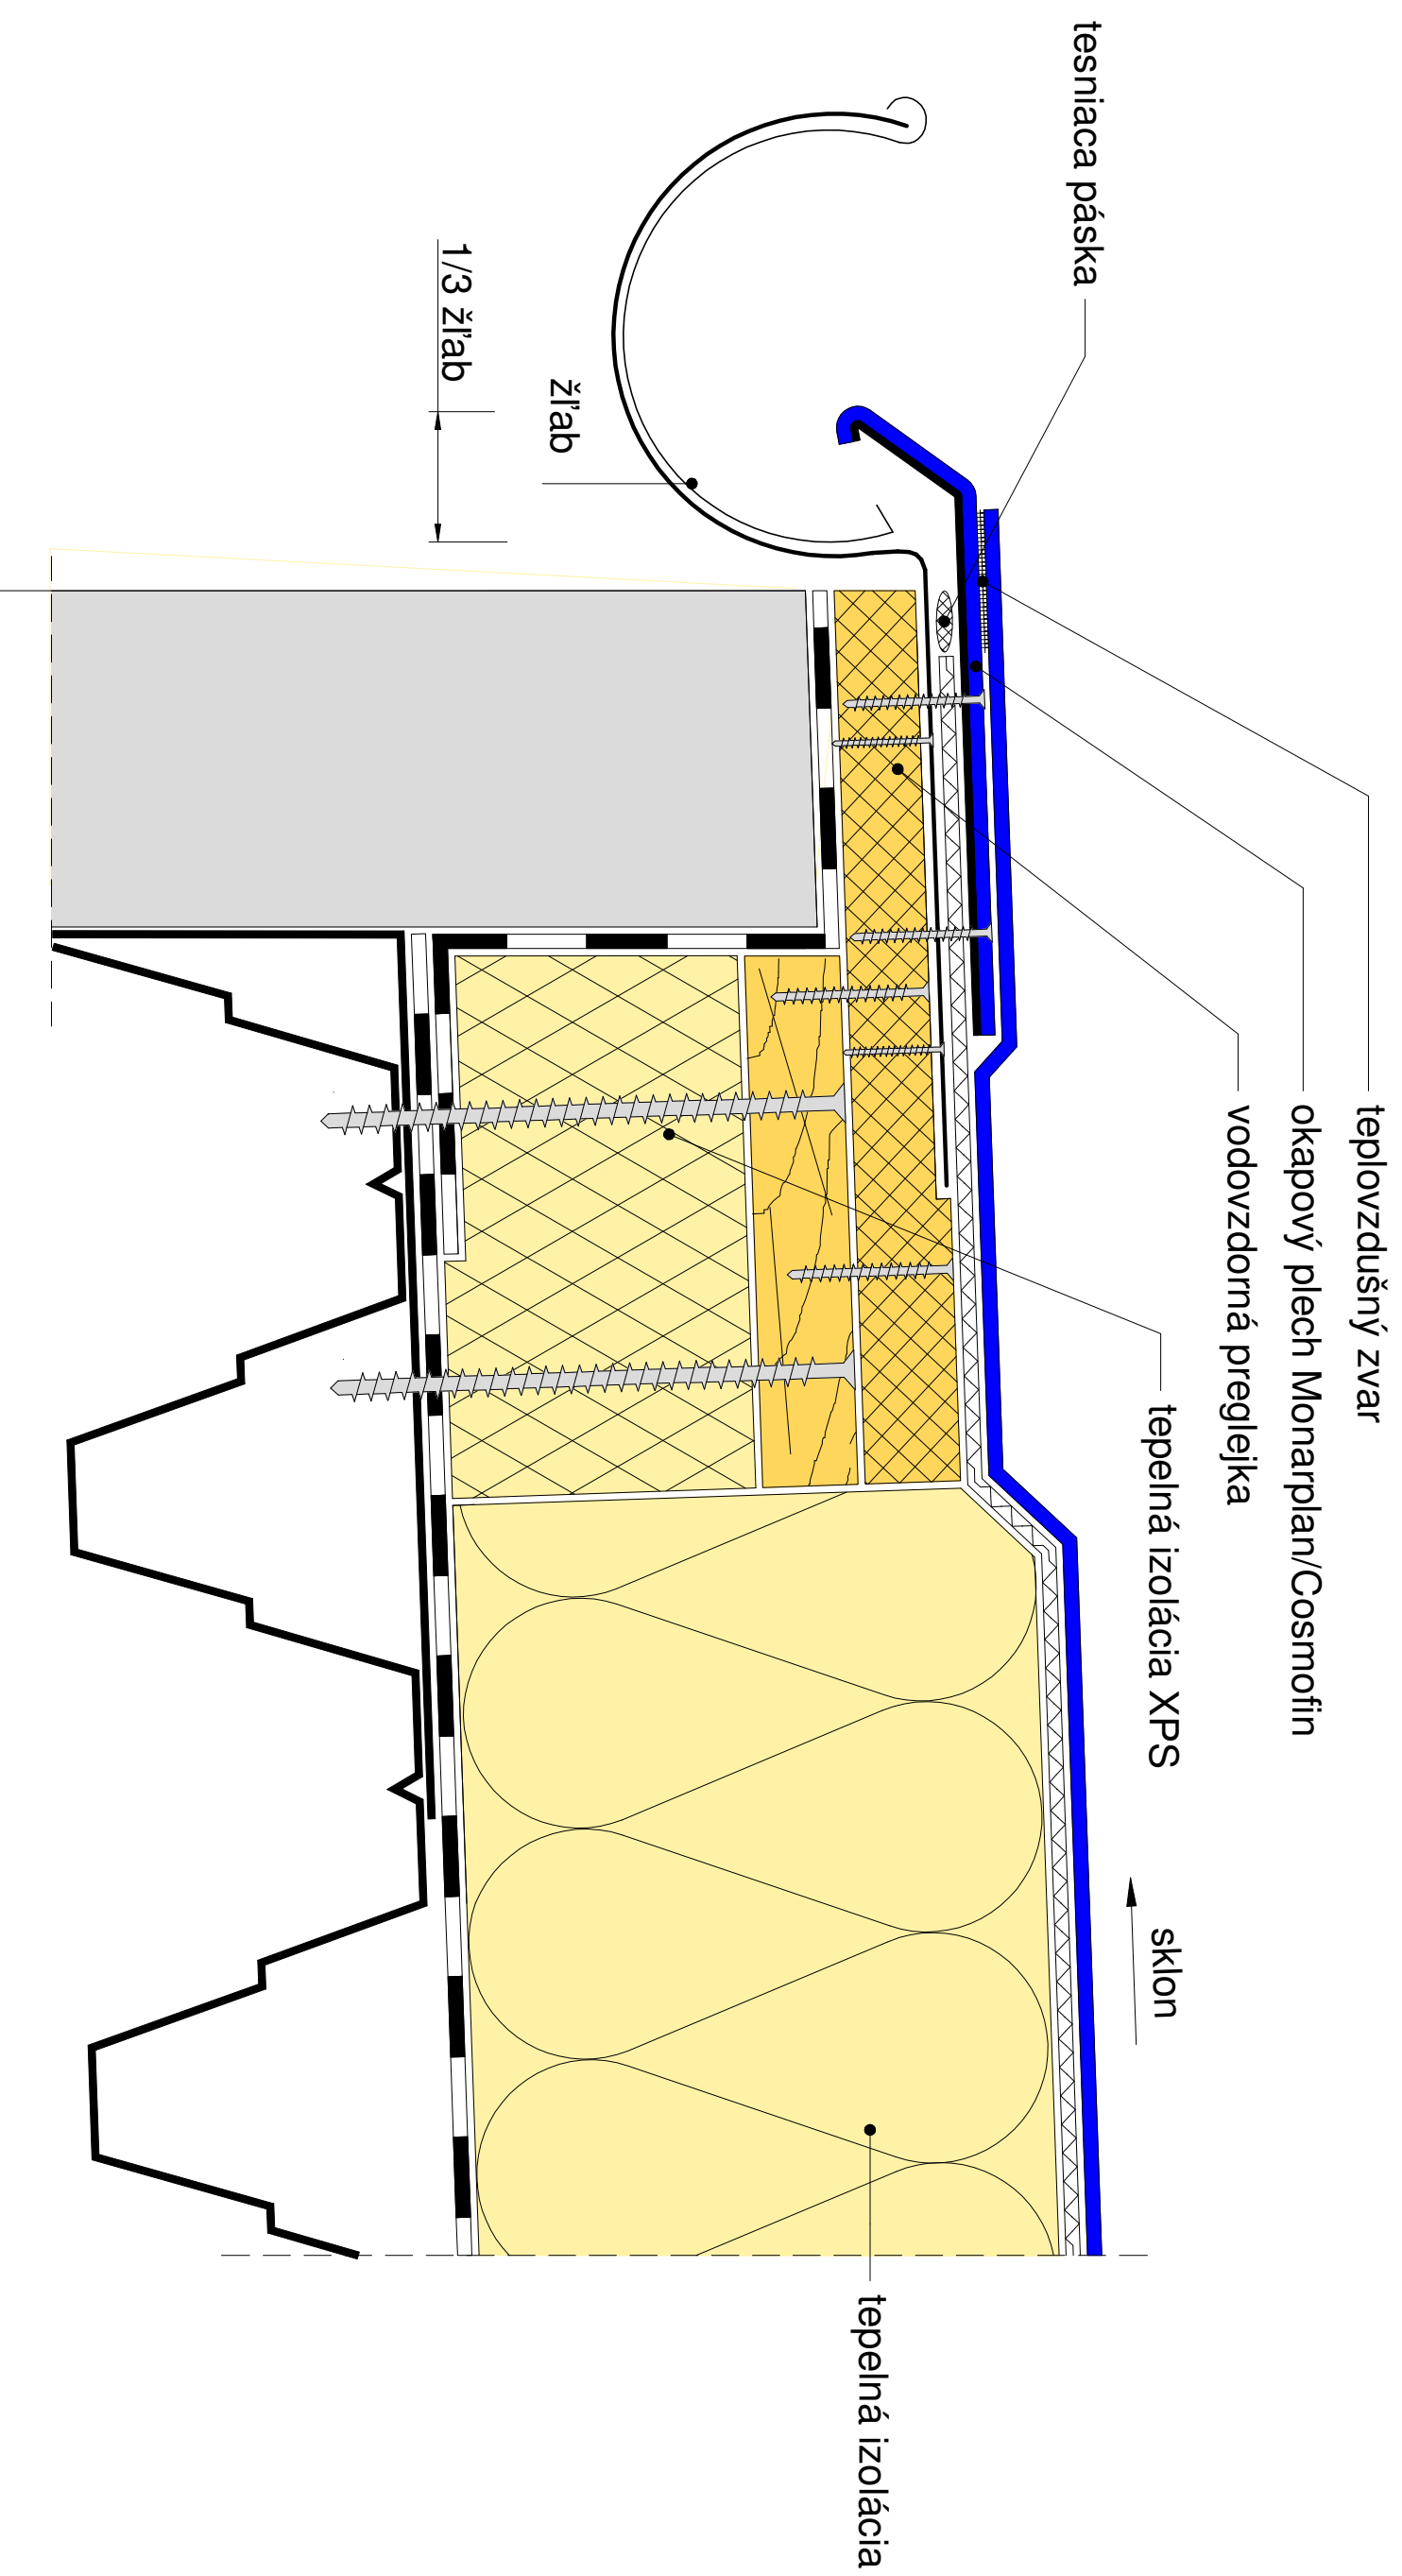 teplovzdušný zvar
okapový plech Monarplan/Cosmofin
vodovzdorná preglejka
tesniaca páska
tepelná izolácia XPS
sklon
žľab
1/3 žľab
tepelná izolácia